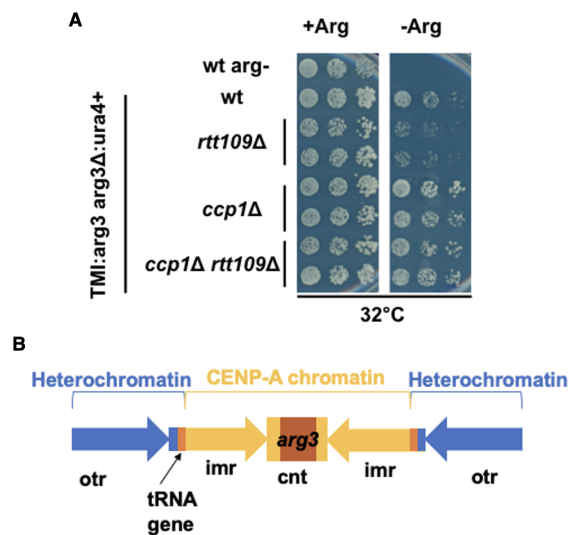 A
+Arg -Arg
wt arg-
wt
rtt109Δ
ccp1Δ
ccp1Δ rtt109Δ
TMI:arg3 arg3Δ:ura4+
32°C
B
Heterochromatin CENP-A chromatin Heterochromatin
arg3
otr imr cnt imr otr
tRNA
gene